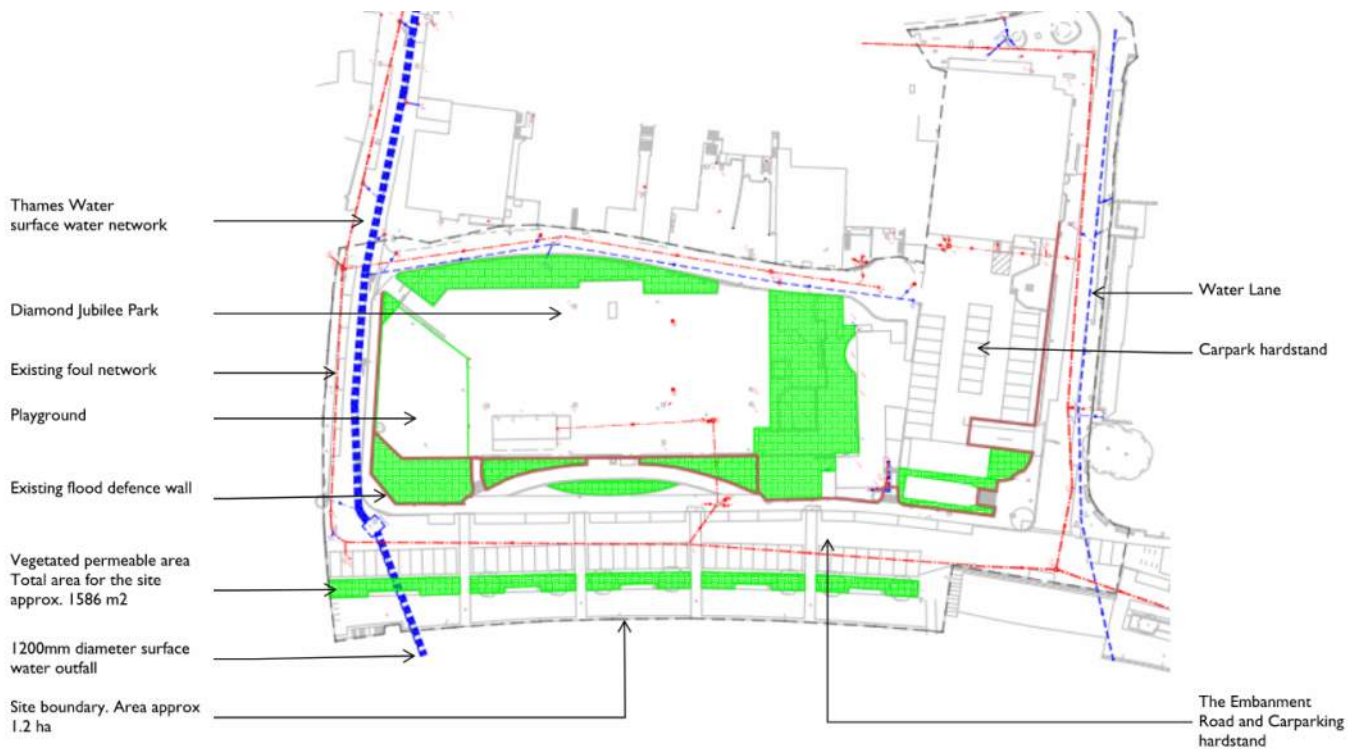 Thames Water
surface water network
Diamond Jubilee Park
Existing foul network
Playground
Existing flood defence wall
Vegetated permeable area
Total area for the site
approx. 1586 m2
1200mm diameter surface
water outfall
Site boundary. Area approx
1.2 ha
Water Lane
Carpark hardstand
The Embanment
Road and Carparking
hardstand